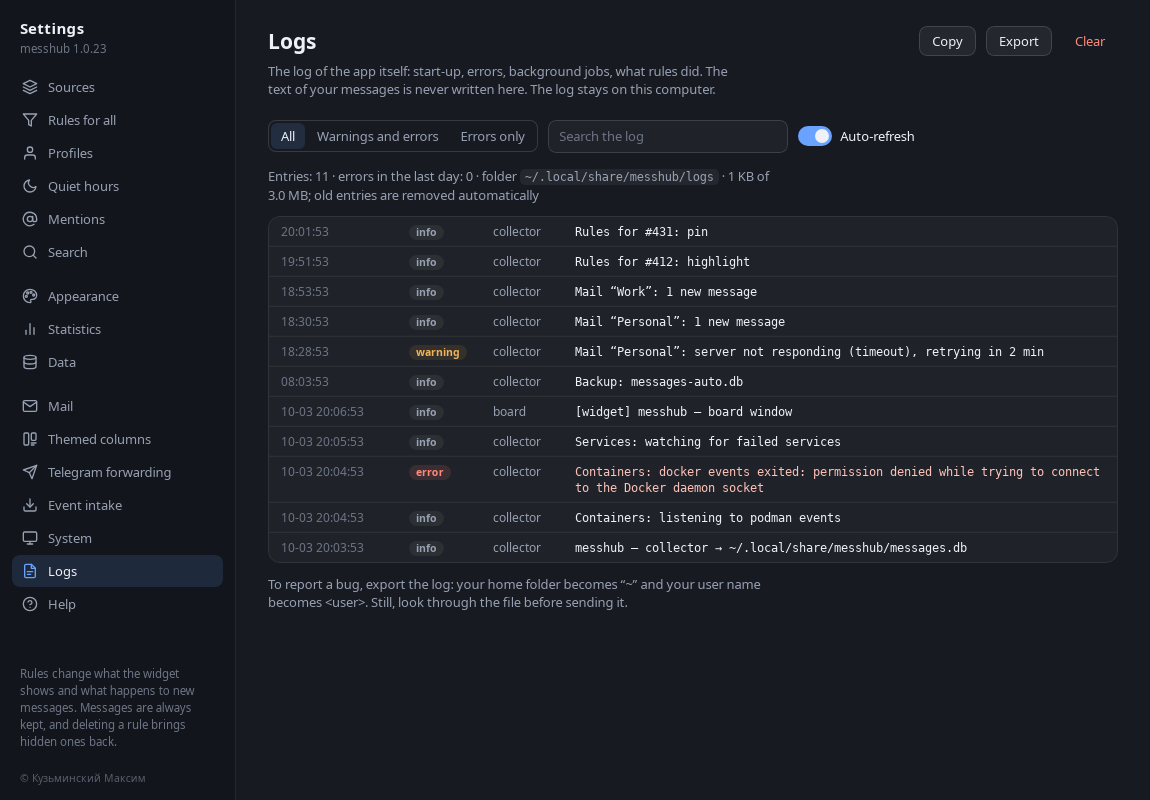 Settings
messhub 1.0.23
Sources
Rules for all
Profiles
Quiet hours
Mentions
Search
Appearance
Statistics
Data
Mail
Themed columns
Telegram forwarding
Event intake
System
Logs
Help
Rules change what the widget
shows and what happens to new
messages. Messages are always
kept, and deleting a rule brings
hidden ones back.
© Кузьминский Максим
Logs
Copy Export Clear
The log of the app itself: start-up, errors, background jobs, what rules did. The
text of your messages is never written here. The log stays on this computer.
All Warnings and errors Errors only Search the log Auto-refresh
Entries: 11 · errors in the last day: 0 · folder ~/.local/share/messhub/logs · 1 KB of
3.0 MB; old entries are removed automatically
20:01:53 info collector Rules for #431: pin
19:51:53 info collector Rules for #412: highlight
18:53:53 info collector Mail “Work”: 1 new message
18:30:53 info collector Mail “Personal”: 1 new message
18:28:53 warning collector Mail “Personal”: server not responding (timeout), retrying in 2 min
08:03:53 info collector Backup: messages-auto.db
10-03 20:06:53 info board [widget] messhub — board window
10-03 20:05:53 info collector Services: watching for failed services
10-03 20:04:53 error collector Containers: docker events exited: permission denied while trying to connect
to the Docker daemon socket
10-03 20:04:53 info collector Containers: listening to podman events
10-03 20:03:53 info collector messhub — collector → ~/.local/share/messhub/messages.db
To report a bug, export the log: your home folder becomes “~” and your user name
becomes <user>. Still, look through the file before sending it.